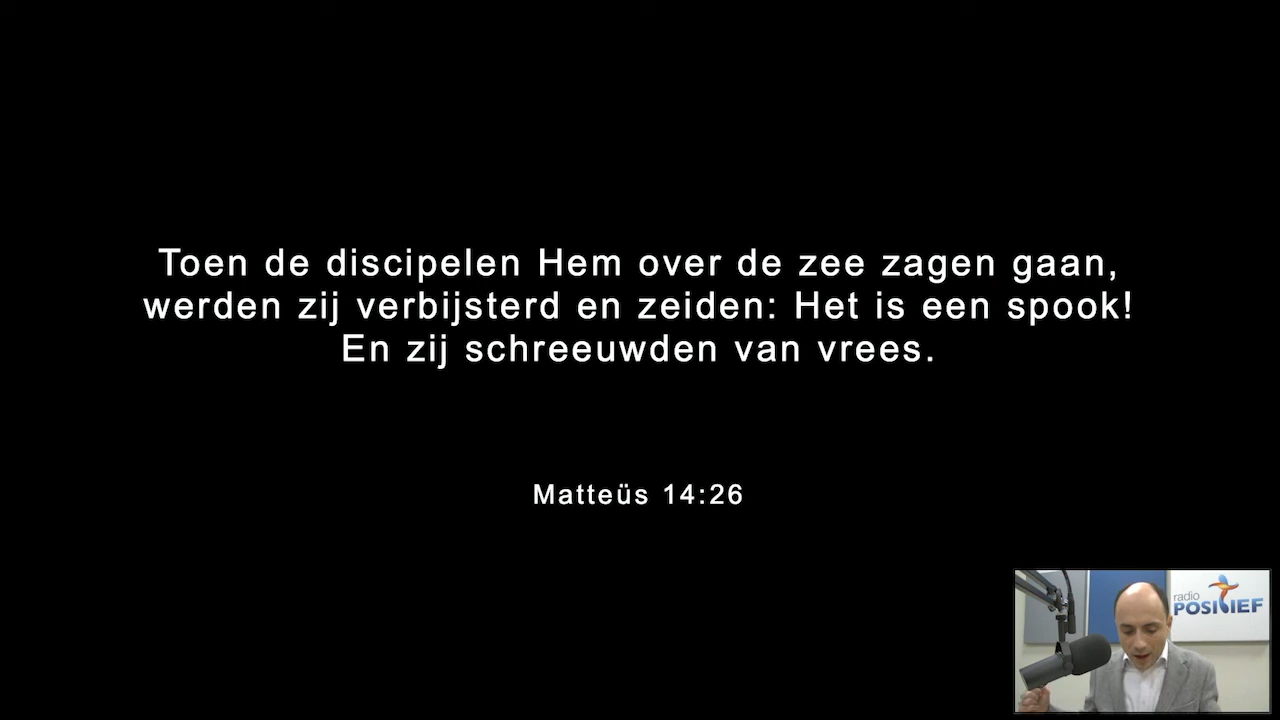 Toen de discipelen Hem over de zee zagen gaan,
werden zij verbijsterd en zeiden: Het is een spook!
En zij schreeuwden van vrees.
Matteüs 14:26
radio
POSITIEF